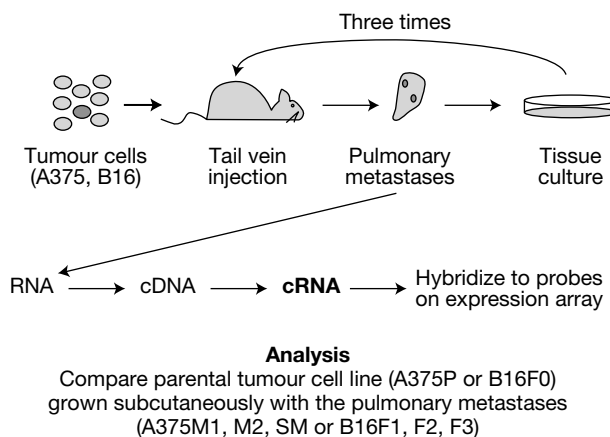 Three times
Tumour cells
(A375, B16)
Tail vein
injection
Pulmonary
metastases
Tissue
culture
RNA
cDNA
cRNA
Hybridize to probes
on expression array
Analysis
Compare parental tumour cell line (A375P or B16F0)
grown subcutaneously with the pulmonary metastases
(A375M1, M2, SM or B16F1, F2, F3)